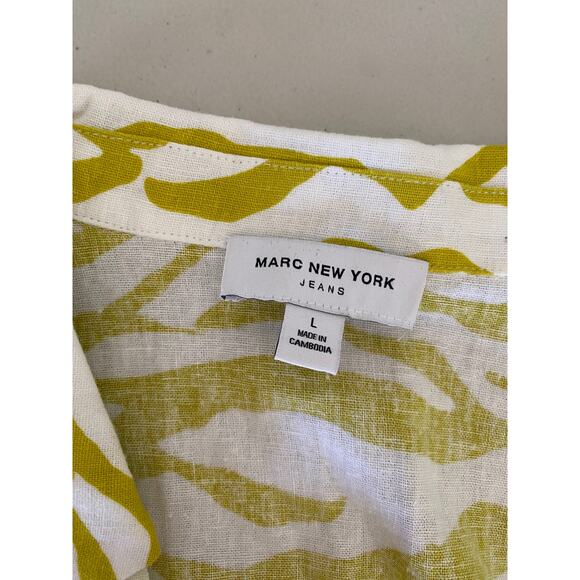 MARC NEW YORK
JEANS
L
MADE IN
CAMBODIA